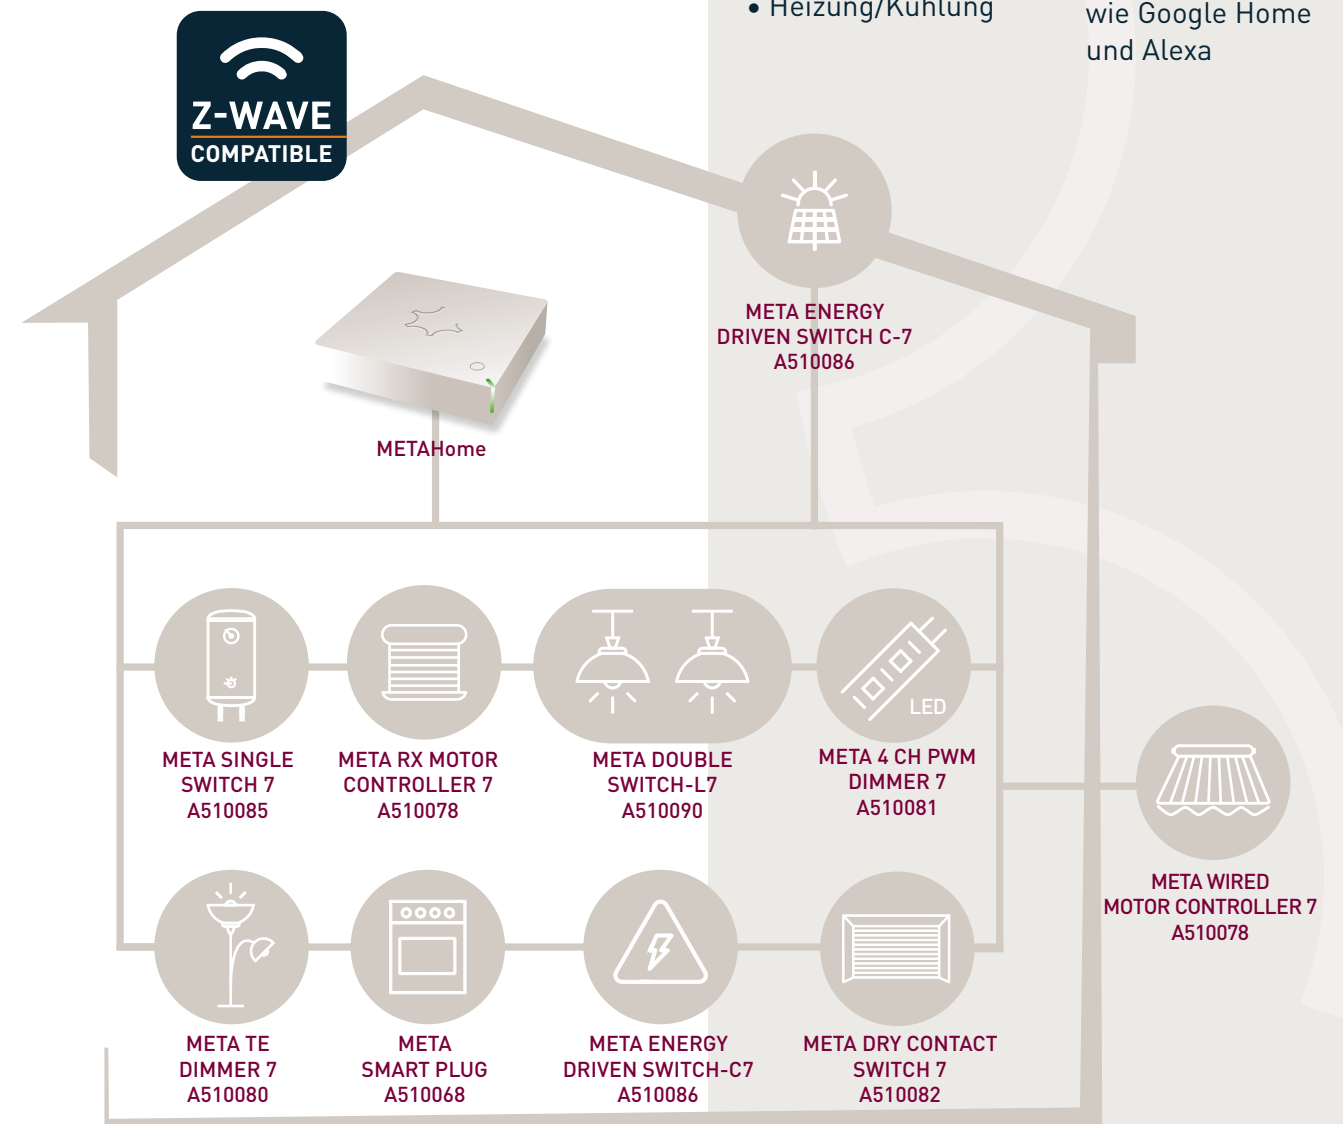 • Heizung/Kühlung
wie Google Home
und Alexa
Z-WAVE
COMPATIBLE
META ENERGY
DRIVEN SWITCH C-7
A510086
METAHome
LED
META SINGLE
SWITCH 7
A510085
META RX MOTOR
CONTROLLER 7
A510078
META DOUBLE
SWITCH-L7
A510090
META 4 CH PWM
DIMMER 7
A510081
META WIRED
MOTOR CONTROLLER 7
A510078
META TE
DIMMER 7
A510080
META
SMART PLUG
A510068
META ENERGY
DRIVEN SWITCH-C7
A510086
META DRY CONTACT
SWITCH 7
A510082